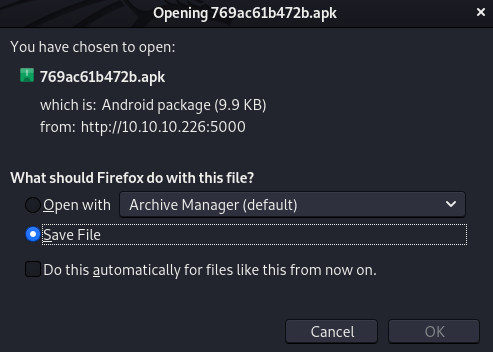 Opening 769ac61b472b.apk
You have chosen to open:
769ac61b472b.apk
which is: Android package (9.9 KB)
from: http://10.10.10.226:5000
What should Firefox do with this file?
Open with Archive Manager (default)
Save File
Do this automatically for files like this from now on.
Cancel OK